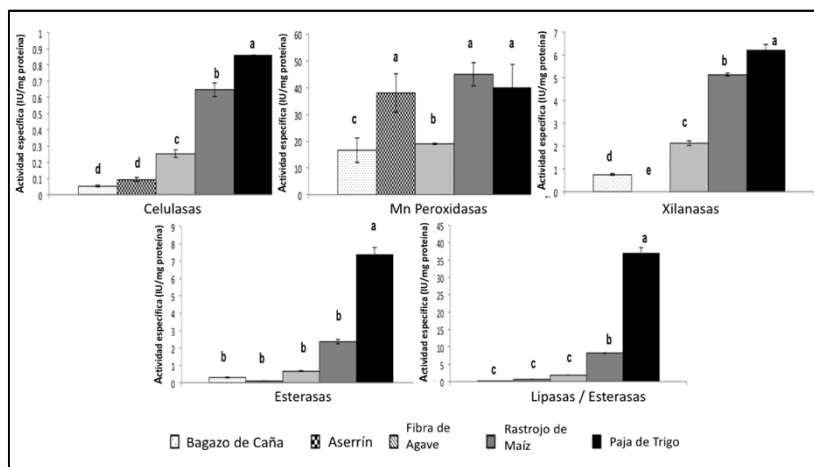 Actividad específica (IU/mg proteína)
1
0.9
0.8
0.7
0.6
0.5
0.4
0.3
0.2
0.1
0
d
d
c
b
a
Celulasas
Actividad específica (IU/mg proteína)
60
50
40
30
20
10
0
c
a
b
a
a
Mn Peroxidasas
Actividad específica (IU/mg proteína)
7
6
5
4
3
2
1
d
e
c
b
a
Xilanasas
Actividad específica (IU/mg proteína)
9
8
7
6
5
4
3
2
1
0
b
b
b
b
a
Esterasas
Actividad específica (IU/mg proteína)
45
40
35
30
25
20
15
10
5
0
c
c
c
b
a
Lipasas / Esterasas
Bagazo de Caña
Aserrín
Fibra de
Agave
Rastrojo de
Maíz
Paja de Trigo